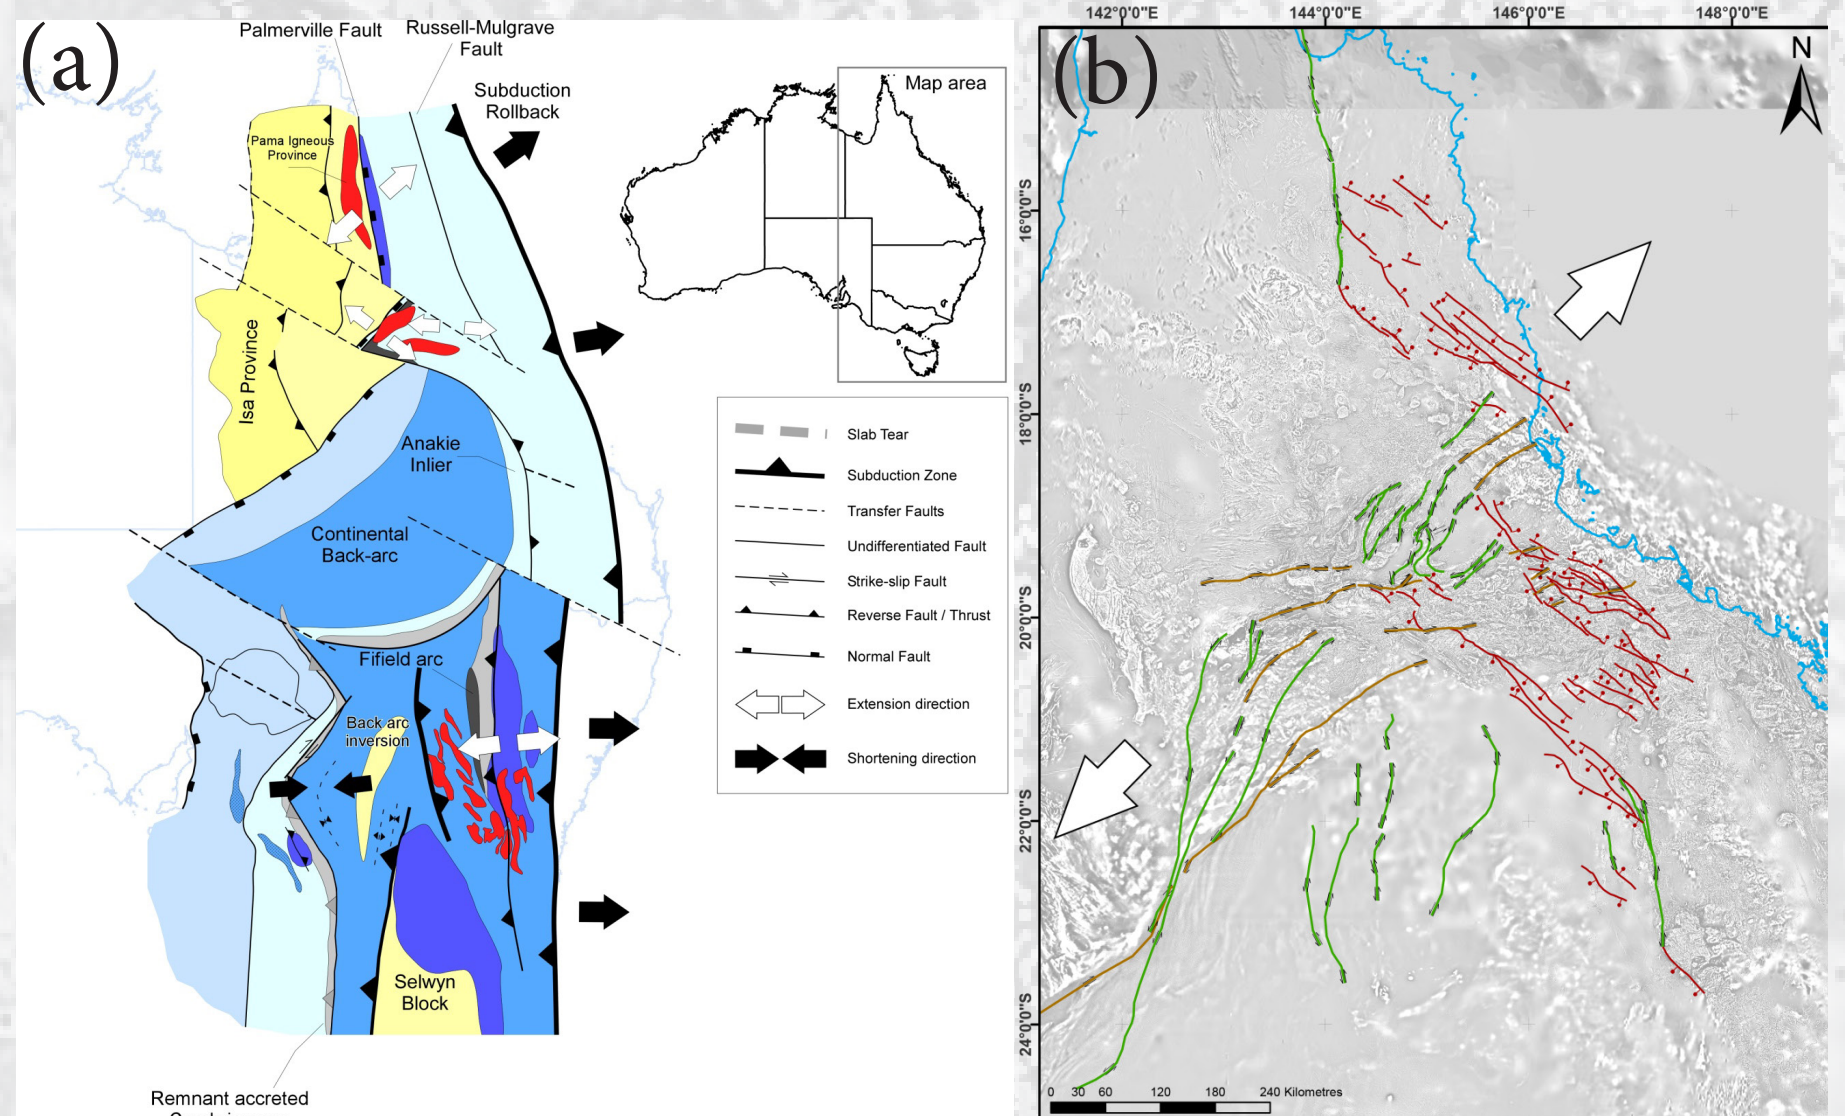 (a)
Palmerville Fault
Russell-Mulgrave
Fault
Subduction
Rollback
Pama Igneous
Province
Isa Province
Anakie
Inlier
Continental
Back-arc
Fifield arc
Back arc
inversion
Selwyn
Block
Remnant accreted
Map area
Slab Tear
Subduction Zone
Transfer Faults
Undifferentiated Fault
Strike-slip Fault
Reverse Fault / Thrust
Normal Fault
Extension direction
Shortening direction
(b)
142°0'0"E
144°0'0"E
146°0'0"E
148°0'0"E
N
16°0'0"S
18°0'0"S
20°0'0"S
22°0'0"S
24°0'0"S
0 30 60 120 180 240 Kilometres